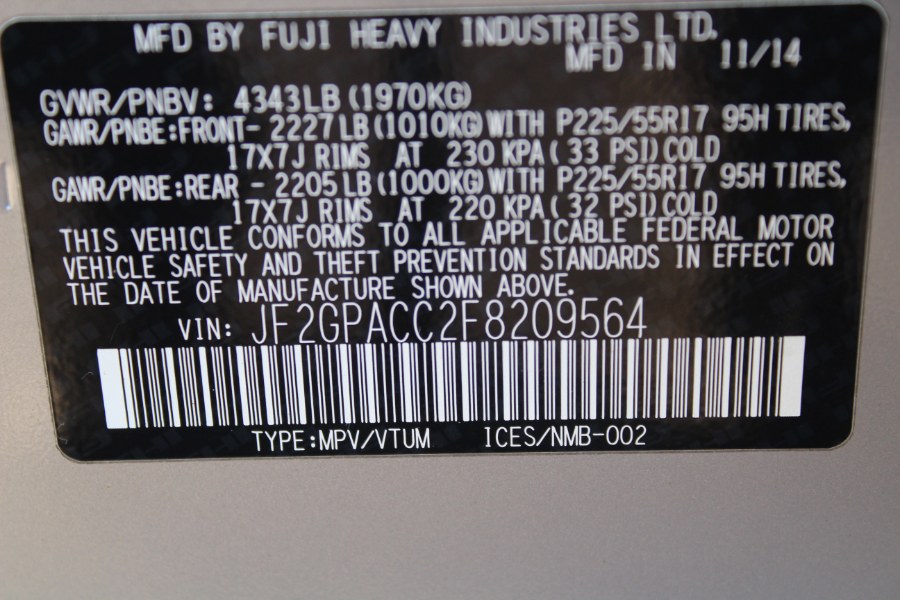 MFD BY FUJI HEAVY INDUSTRIES LTD.
MFD IN 11/14
GVWR/PNBV: 4343LB (1970KG)
GAWR/PNBE:FRONT- 2227LB (1010KG) WITH P225/55R17 95H TIRES,
17X7J RIMS AT 230 KPA ( 33 PSI) COLD
GAWR/PNBE:REAR - 2205LB (1000KG) WITH P225/55R17 95H TIRES,
17X7J RIMS AT 220 KPA ( 32 PSI) COLD
THIS VEHICLE CONFORMS TO ALL APPLICABLE FEDERAL MOTOR
VEHICLE SAFETY AND THEFT PREVENTION STANDARDS IN EFFECT ON
THE DATE OF MANUFACTURE SHOWN ABOVE.
VIN: JF2GPACC2F8209564
TYPE:MPV/VTUM ICES/NMB-002